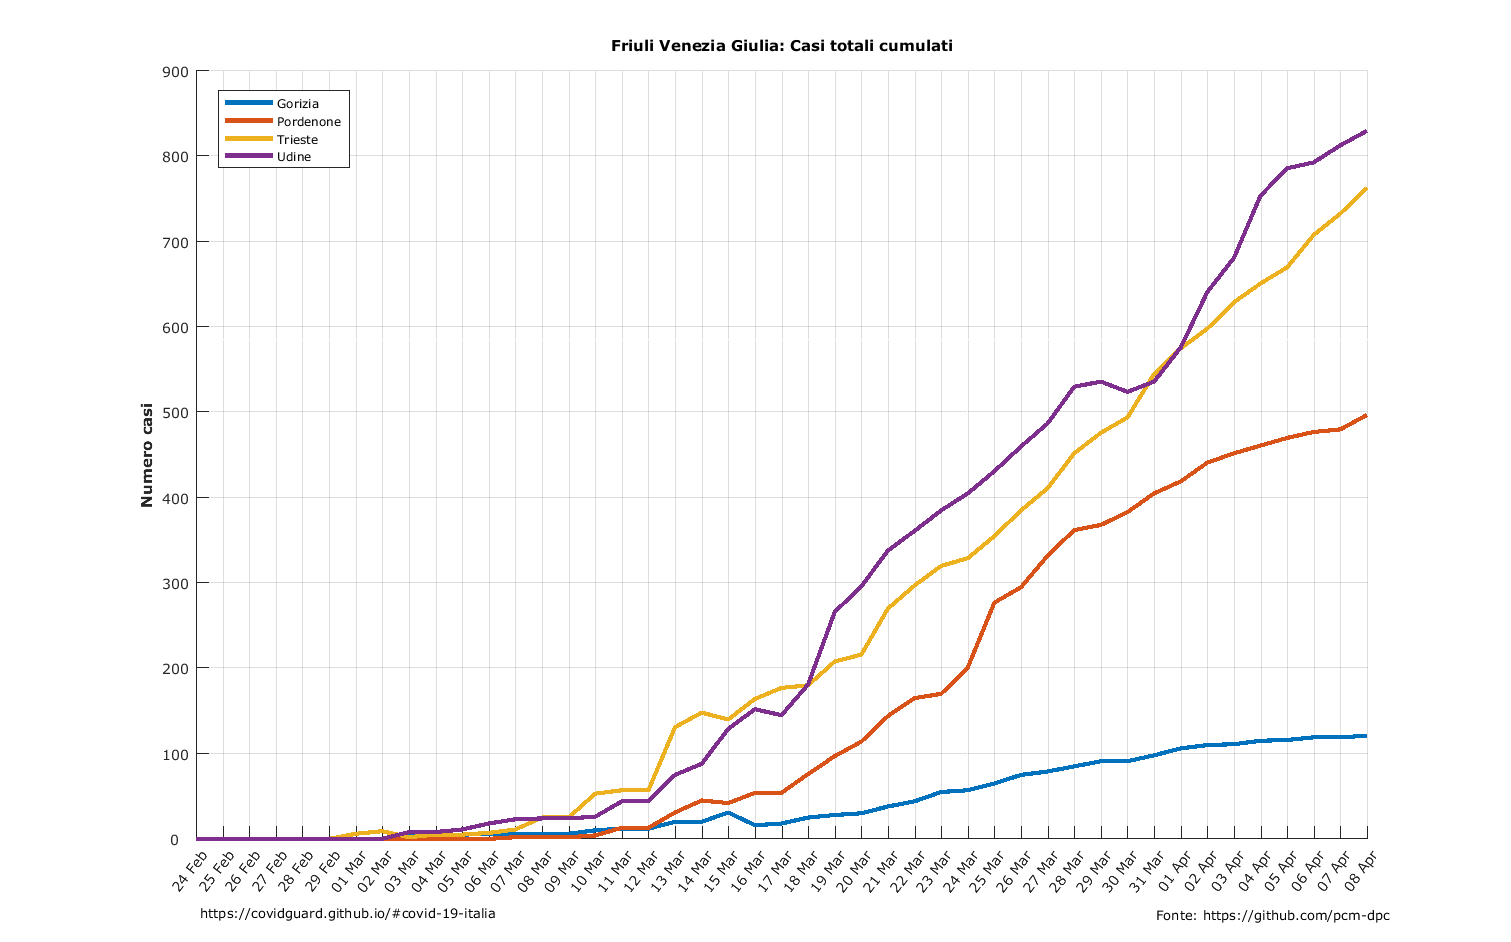 Friuli Venezia Giulia: Casi totali cumulati
900
800
700
600
500
400
300
200
100
0
Numero casi
Gorizia
Pordenone
Trieste
Udine
24 Feb
25 Feb
26 Feb
27 Feb
28 Feb
29 Feb
01 Mar
02 Mar
03 Mar
04 Mar
05 Mar
06 Mar
07 Mar
08 Mar
09 Mar
10 Mar
11 Mar
12 Mar
13 Mar
14 Mar
15 Mar
16 Mar
17 Mar
18 Mar
19 Mar
20 Mar
21 Mar
22 Mar
23 Mar
24 Mar
25 Mar
26 Mar
27 Mar
28 Mar
29 Mar
30 Mar
31 Mar
01 Apr
02 Apr
03 Apr
04 Apr
05 Apr
06 Apr
07 Apr
08 Apr
https://covidguard.github.io/#covid-19-italia
Fonte: https://github.com/pcm-dpc